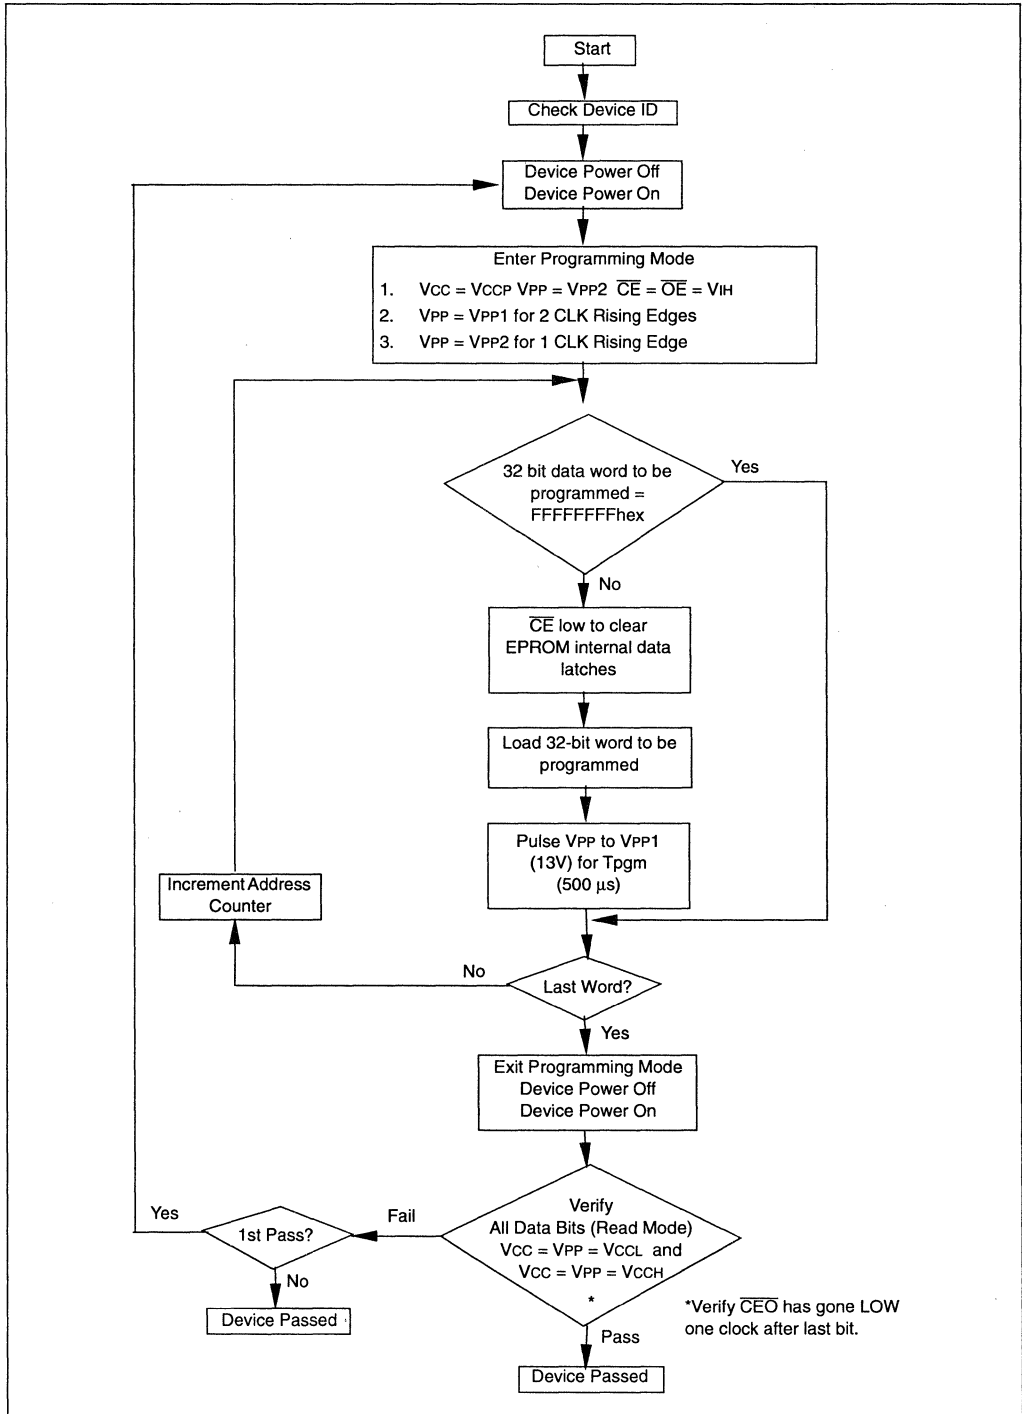 Start
Check Device ID
Device Power Off
Device Power On
Enter Programming Mode
1. VCC = VCCP VPP = VPP2 C̅E̅ = O̅E̅ = VIH
2. VPP = VPP1 for 2 CLK Rising Edges
3. VPP = VPP2 for 1 CLK Rising Edge
32 bit data word to be
programmed =
FFFFFFFFhex
Yes
No
C̅E̅ low to clear
EPROM internal data
latches
Load 32-bit word to be
programmed
Pulse VPP to VPP1
(13V) for Tpgm
(500 µs)
Increment Address
Counter
No
Last Word?
Yes
Exit Programming Mode
Device Power Off
Device Power On
Verify
All Data Bits (Read Mode)
VCC = VPP = VCCL and
VCC = VPP = VCCH
*
Fail
Yes
1st Pass?
No
Device Passed
*Verify C̅E̅O̅ has gone LOW
one clock after last bit.
Pass
Device Passed